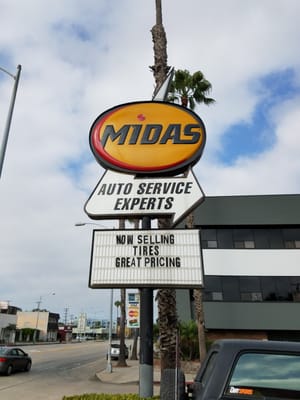 MIDAS
AUTO SERVICE
EXPERTS
NOW SELLING
TIRES
GREAT PRICING